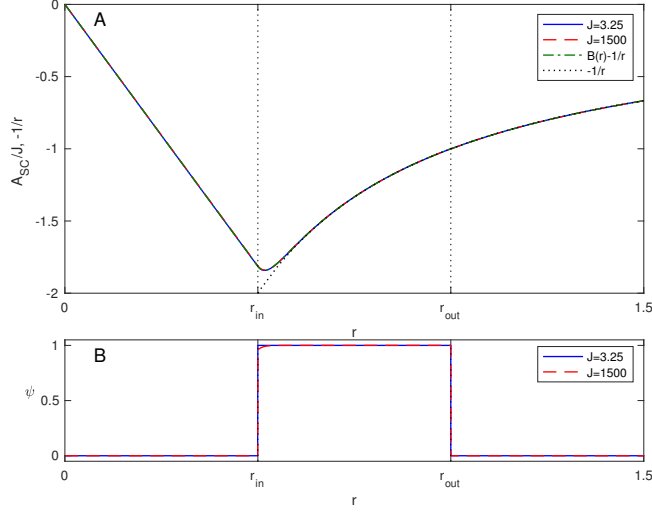 A
J=3.25
J=1500
B(r)-1/r
-1/r
0
-0.5
-1
-1.5
-2
A_SC/J, -1/r
0 r_in r_out 1.5
r
B
J=3.25
J=1500
1
0.5
0
ψ
0 r_in r_out 1.5
r